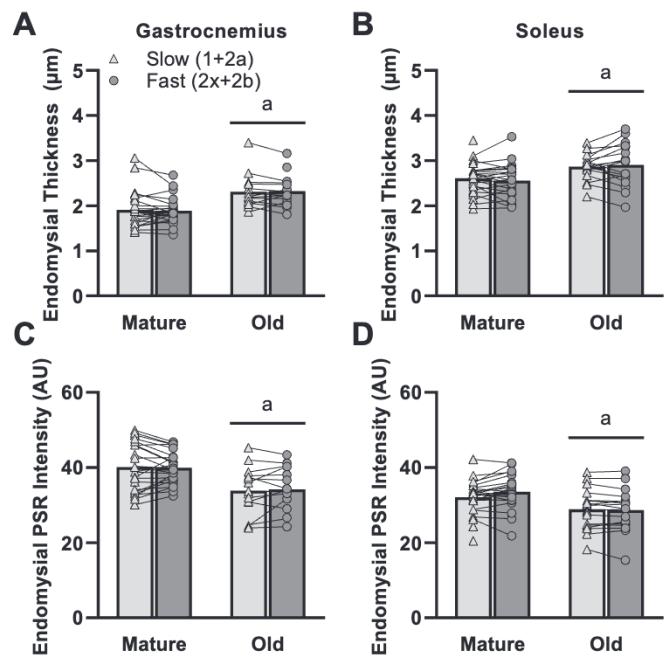 A
Gastrocnemius
Slow (1+2a)
Fast (2x+2b)
Endomysial Thickness (µm)
5
4
3
2
1
0
a
Mature
Old
B
Soleus
Endomysial Thickness (µm)
5
4
3
2
1
0
a
Mature
Old
C
Endomysial PSR Intensity (AU)
60
40
20
0
a
Mature
Old
D
Endomysial PSR Intensity (AU)
60
40
20
0
a
Mature
Old